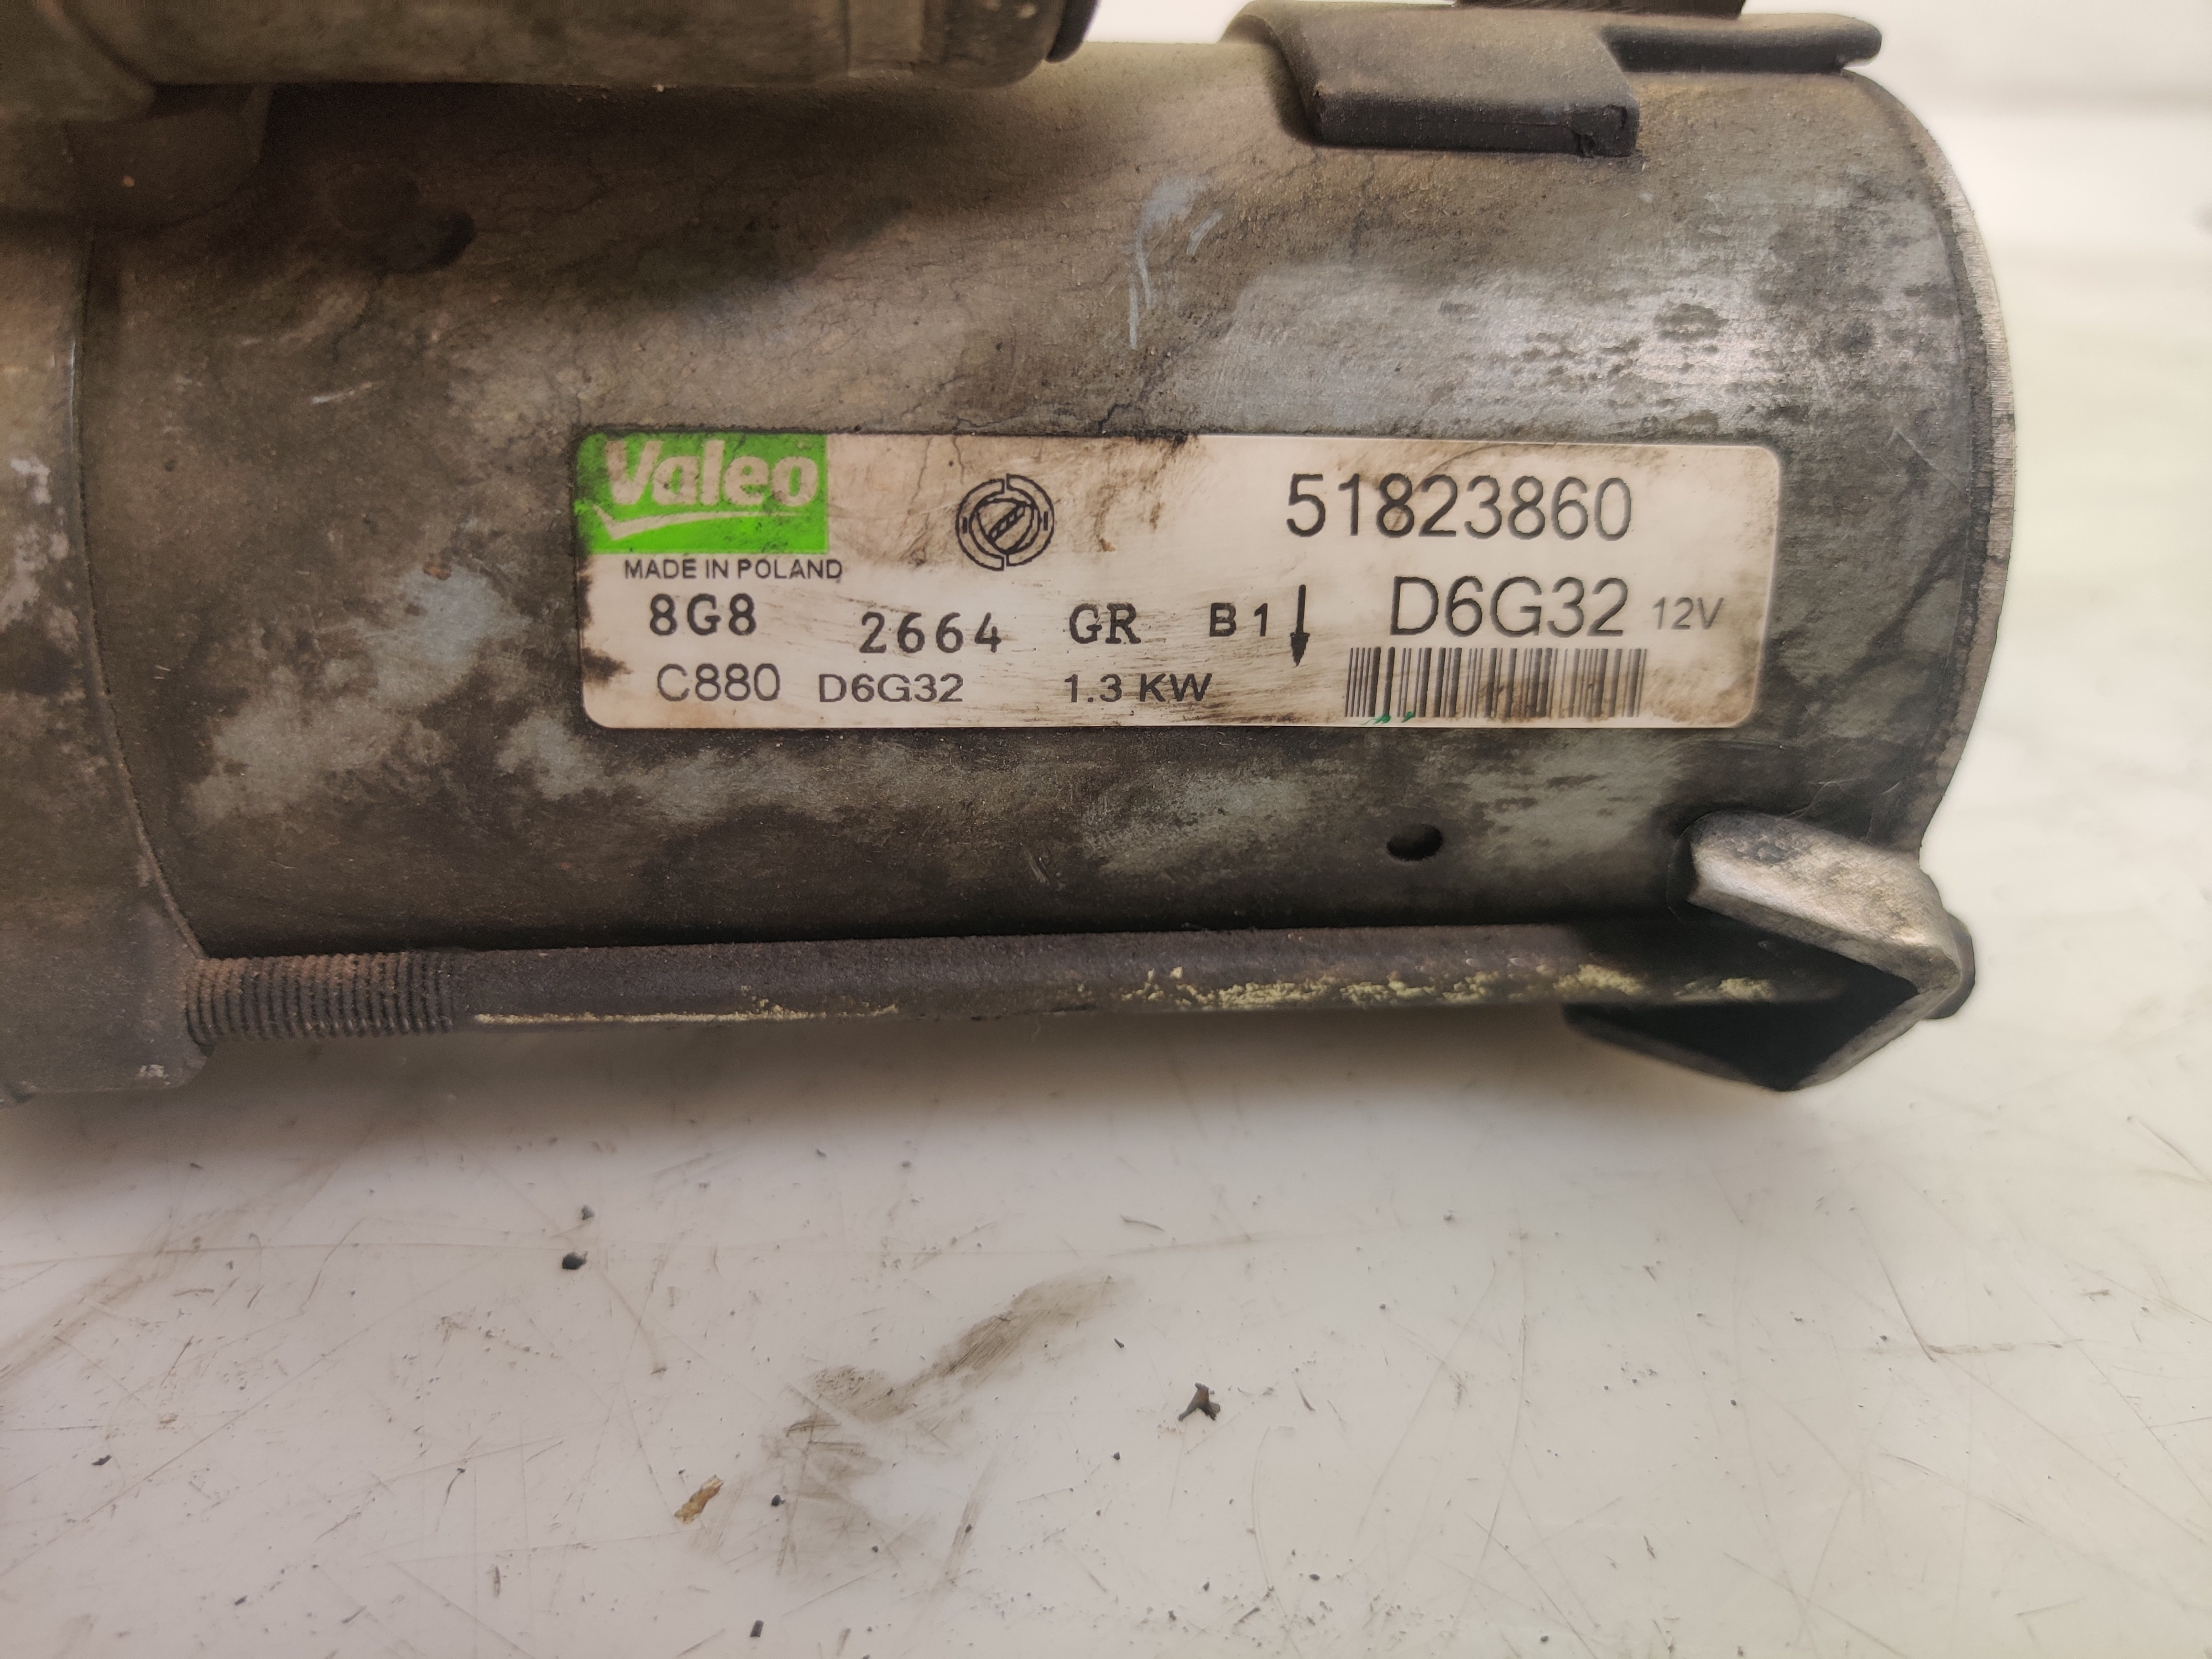 Valeo
51823860
MADE IN POLAND
D6G32 12V
8G8 2664 GR B1
C880 D6G32 1.3 KW